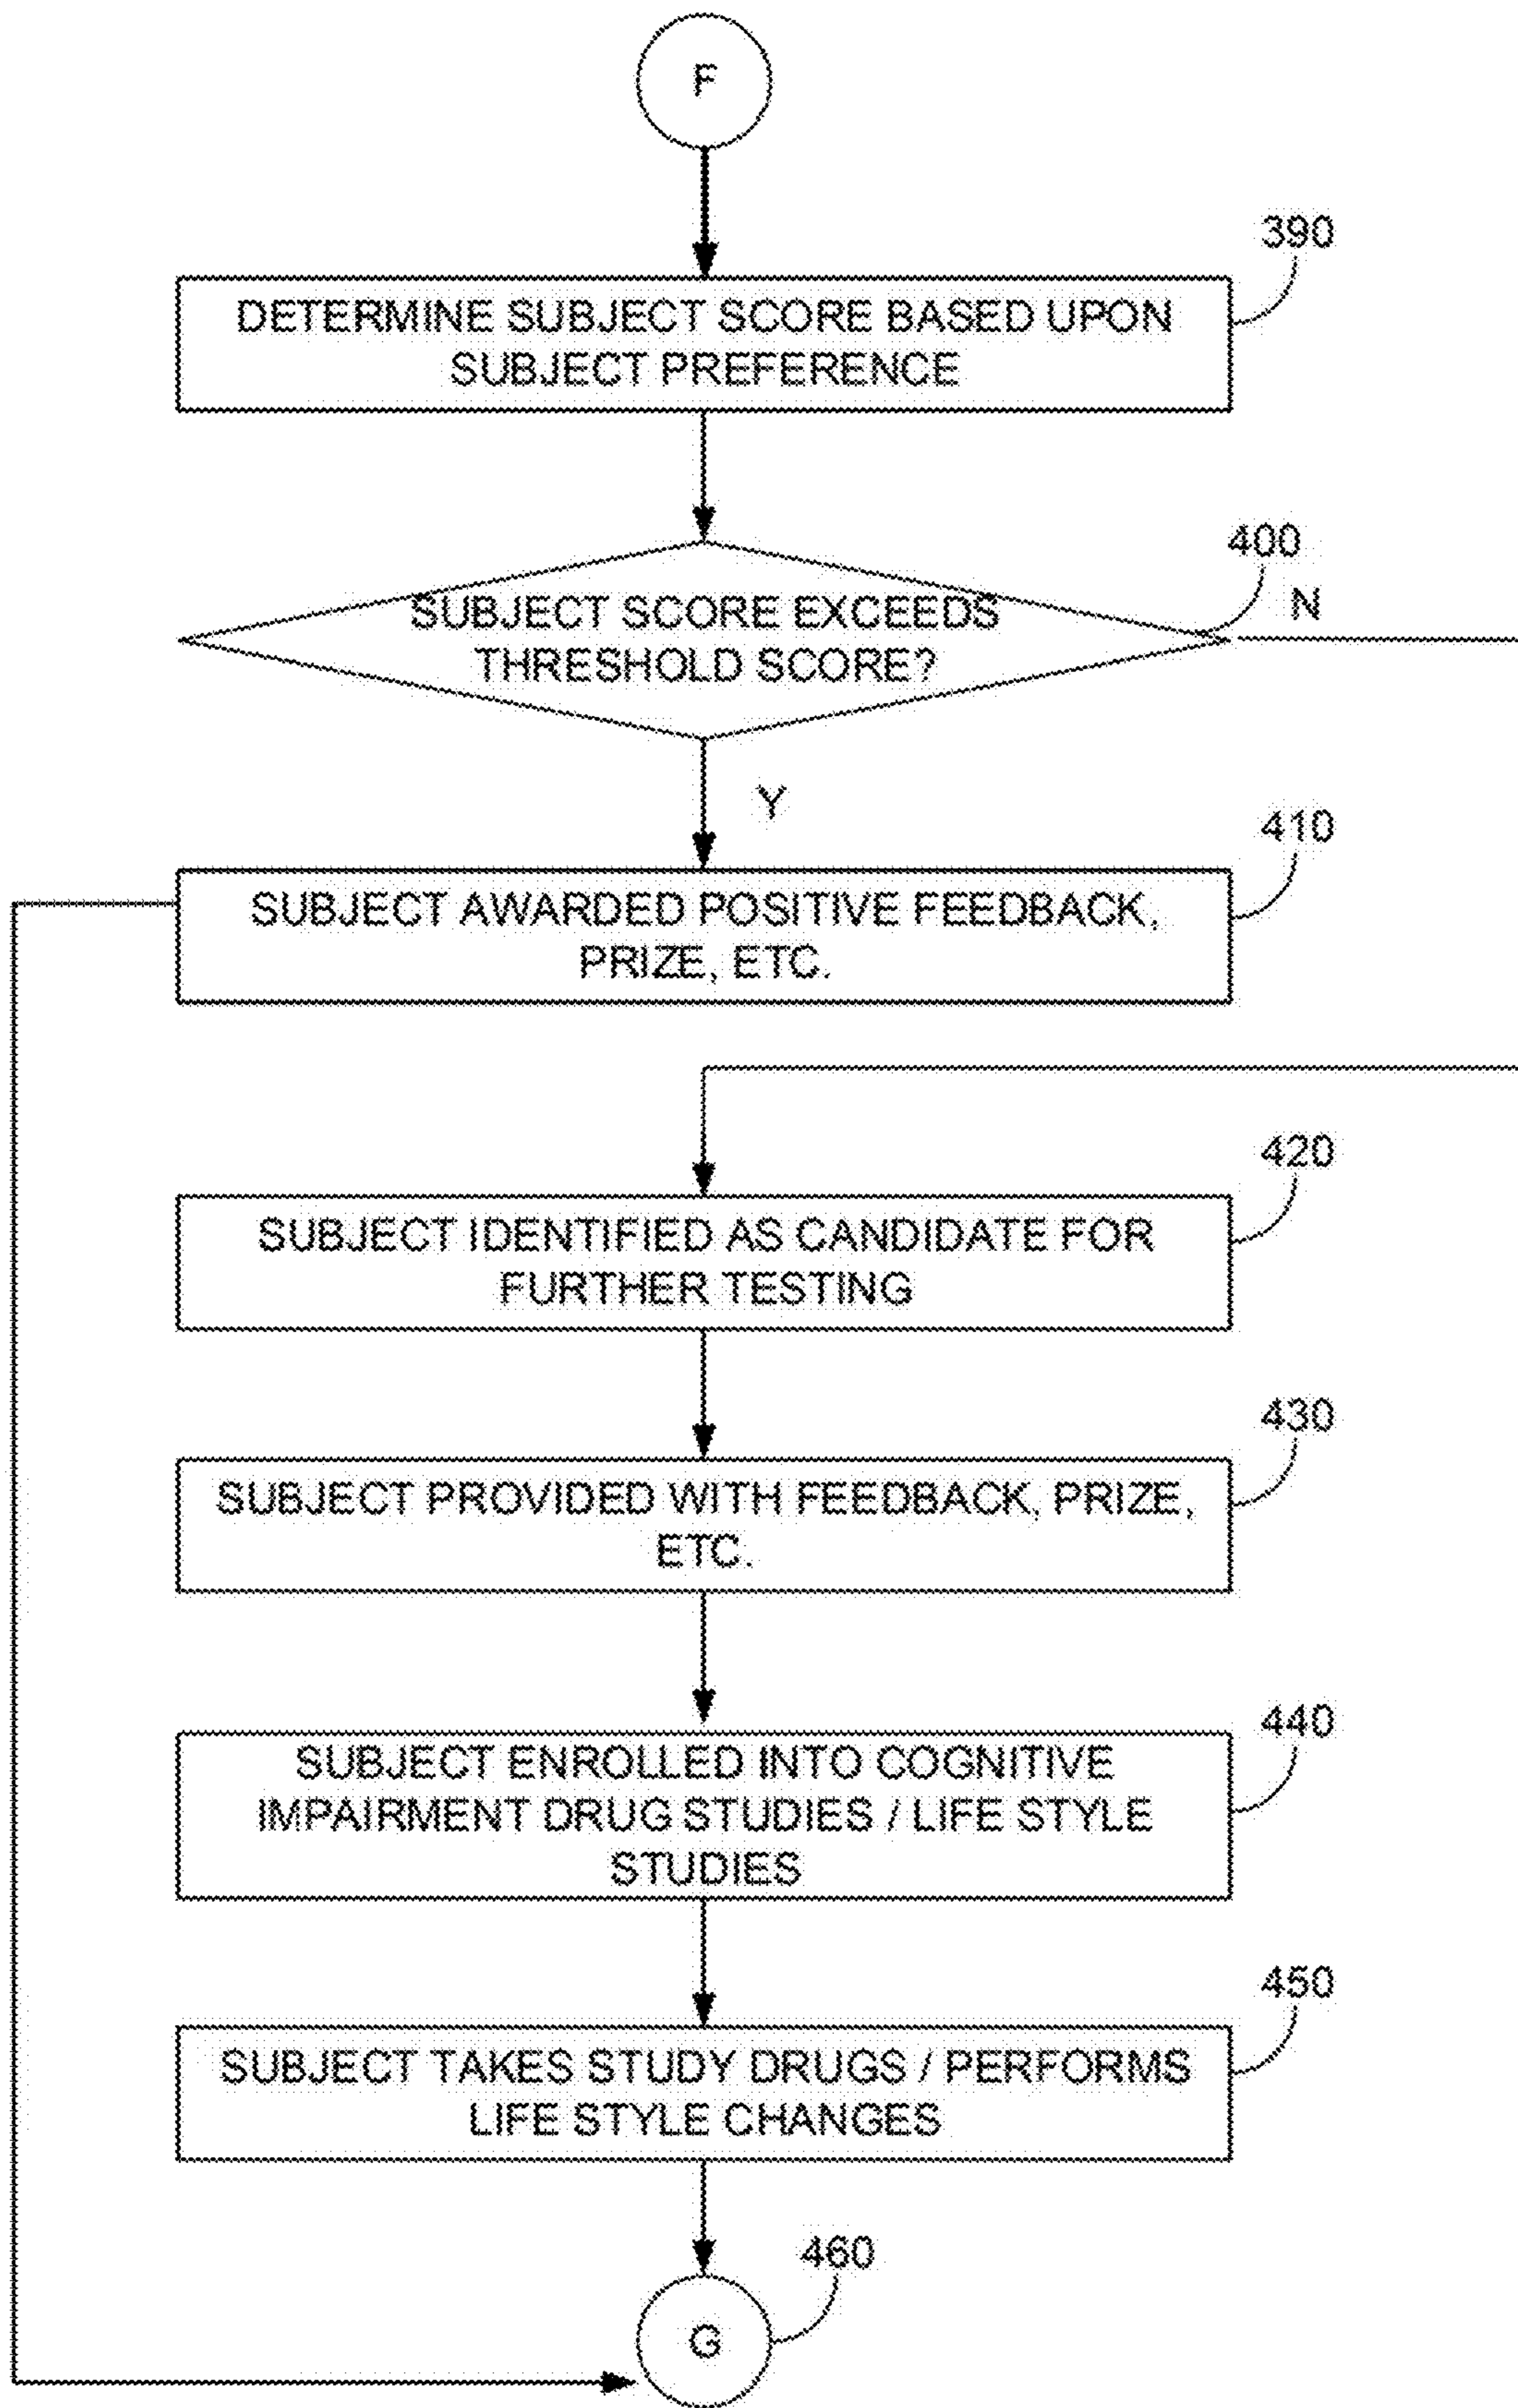 F
390
DETERMINE SUBJECT SCORE BASED UPON
SUBJECT PREFERENCE
400
N
SUBJECT SCORE EXCEEDS
THRESHOLD SCORE?
Y
410
SUBJECT AWARDED POSITIVE FEEDBACK,
PRIZE, ETC.
420
SUBJECT IDENTIFIED AS CANDIDATE FOR
FURTHER TESTING
430
SUBJECT PROVIDED WITH FEEDBACK, PRIZE,
ETC.
440
SUBJECT ENROLLED INTO COGNITIVE
IMPAIRMENT DRUG STUDIES / LIFE STYLE
STUDIES
450
SUBJECT TAKES STUDY DRUGS / PERFORMS
LIFE STYLE CHANGES
460
G